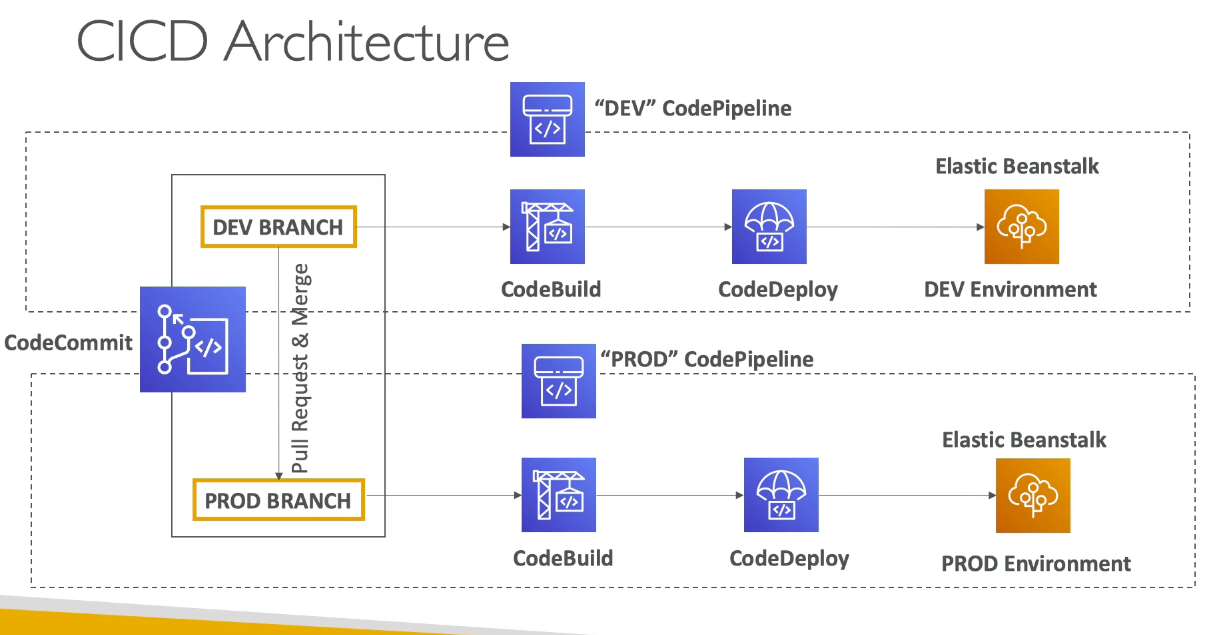 CICD Architecture
“DEV” CodePipeline
Elastic Beanstalk
DEV BRANCH
CodeBuild
CodeDeploy
DEV Environment
Pull Request & Merge
CodeCommit
“PROD” CodePipeline
Elastic Beanstalk
PROD BRANCH
CodeBuild
CodeDeploy
PROD Environment